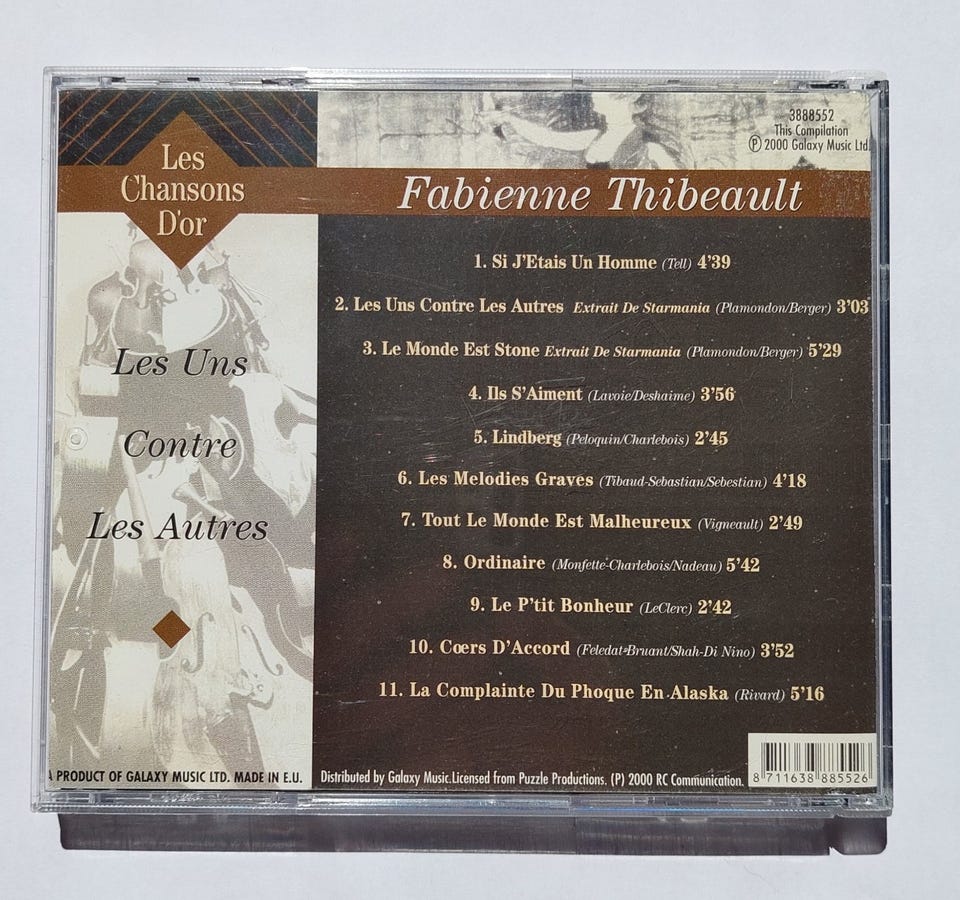 Les
Chansons
D'or
3888552
This Compilation
Ⓟ 2000 Galaxy Music Ltd.
Fabienne Thibeault
Les Uns
Contre
Les Autres
1. Si J'Etais Un Homme (Tell) 4'39
2. Les Uns Contre Les Autres Extrait De Starmania (Plamondon/Berger) 3'03
3. Le Monde Est Stone Extrait De Starmania (Plamondon/Berger) 5'29
4. Ils S'Aiment (Lavoie/Deshaime) 3'56
5. Lindberg (Peloquin/Charlebois) 2'45
6. Les Melodies Graves (Tibaud-Sebastian/Sebestian) 4'18
7. Tout Le Monde Est Malheureux (Vigneault) 2'49
8. Ordinaire (Monfette-Charlebois/Nadeau) 5'42
9. Le P'tit Bonheur (LeClerc) 2'42
10. Cœrs D'Accord (Feledat-Bruant/Shah-Di Nino) 3'52
11. La Complainte Du Phoque En Alaska (Rivard) 5'16
A PRODUCT OF GALAXY MUSIC LTD. MADE IN E.U.
Distributed by Galaxy Music.Licensed from Puzzle Productions. (P) 2000 RC Communication.
8 711638 885526